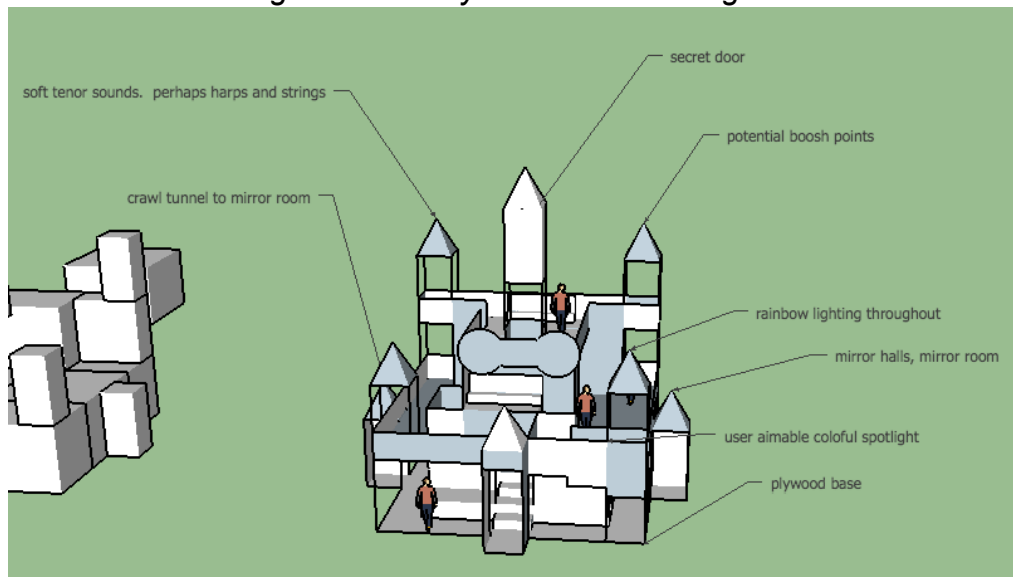 secret door
soft tenor sounds. perhaps harps and strings
potential boosh points
crawl tunnel to mirror room
rainbow lighting throughout
mirror halls, mirror room
user aimable coloful spotlight
plywood base